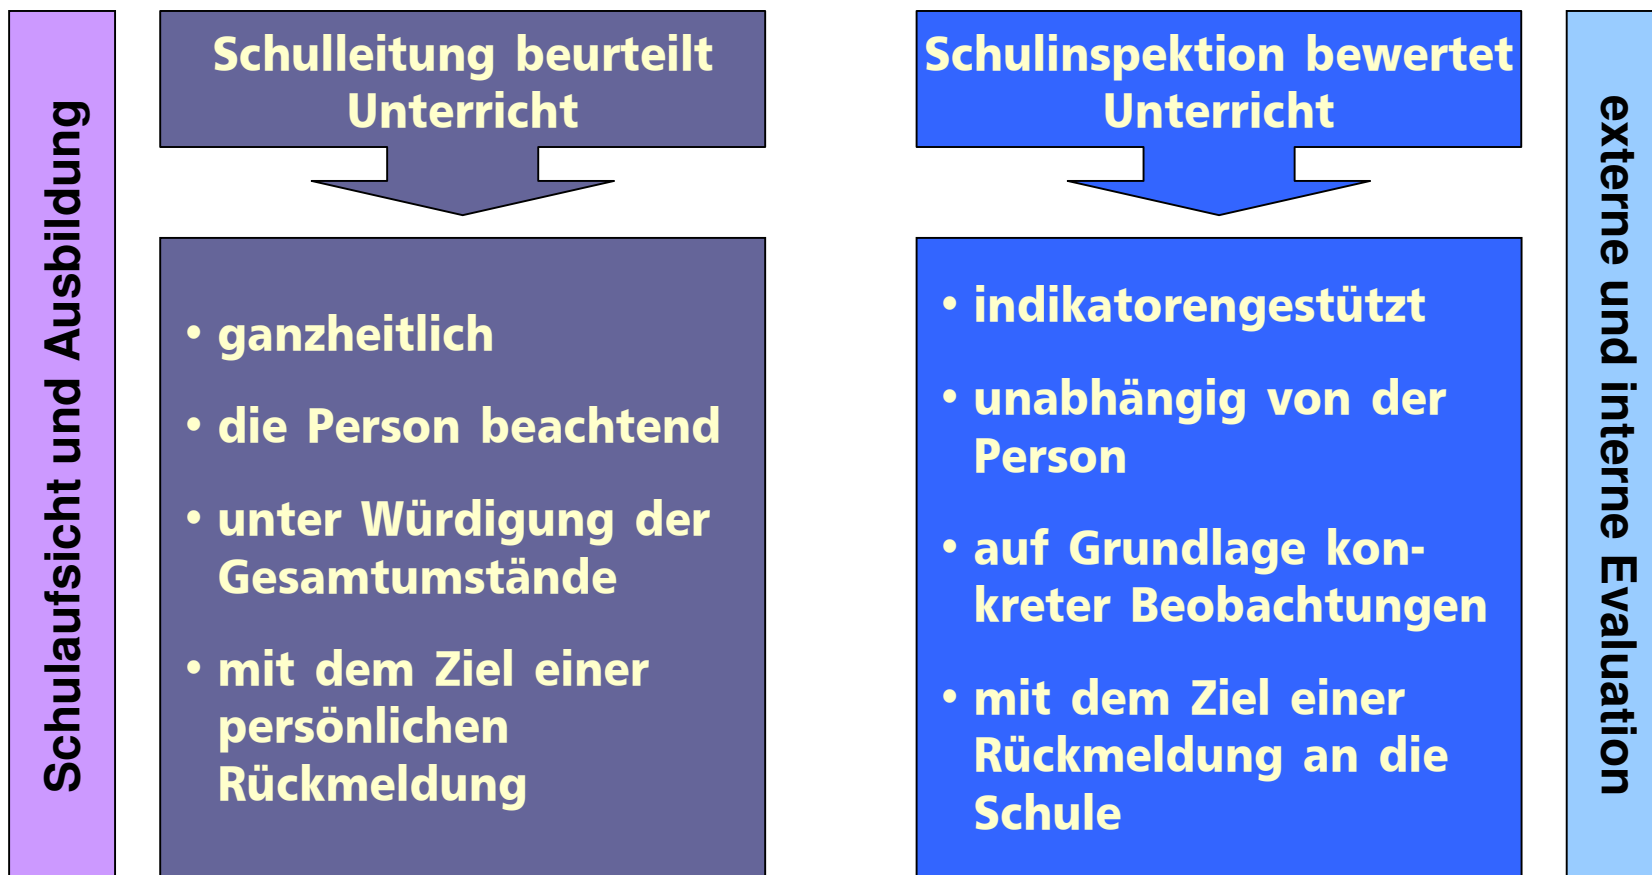 Schulaufsicht und Ausbildung
Schulleitung beurteilt
Unterricht
• ganzheitlich
• die Person beachtend
• unter Würdigung der
Gesamtumstände
• mit dem Ziel einer
persönlichen
Rückmeldung
Schulinspektion bewertet
Unterricht
• indikatorengestützt
• unabhängig von der
Person
• auf Grundlage kon-
kreter Beobachtungen
• mit dem Ziel einer
Rückmeldung an die
Schule
externe und interne Evaluation